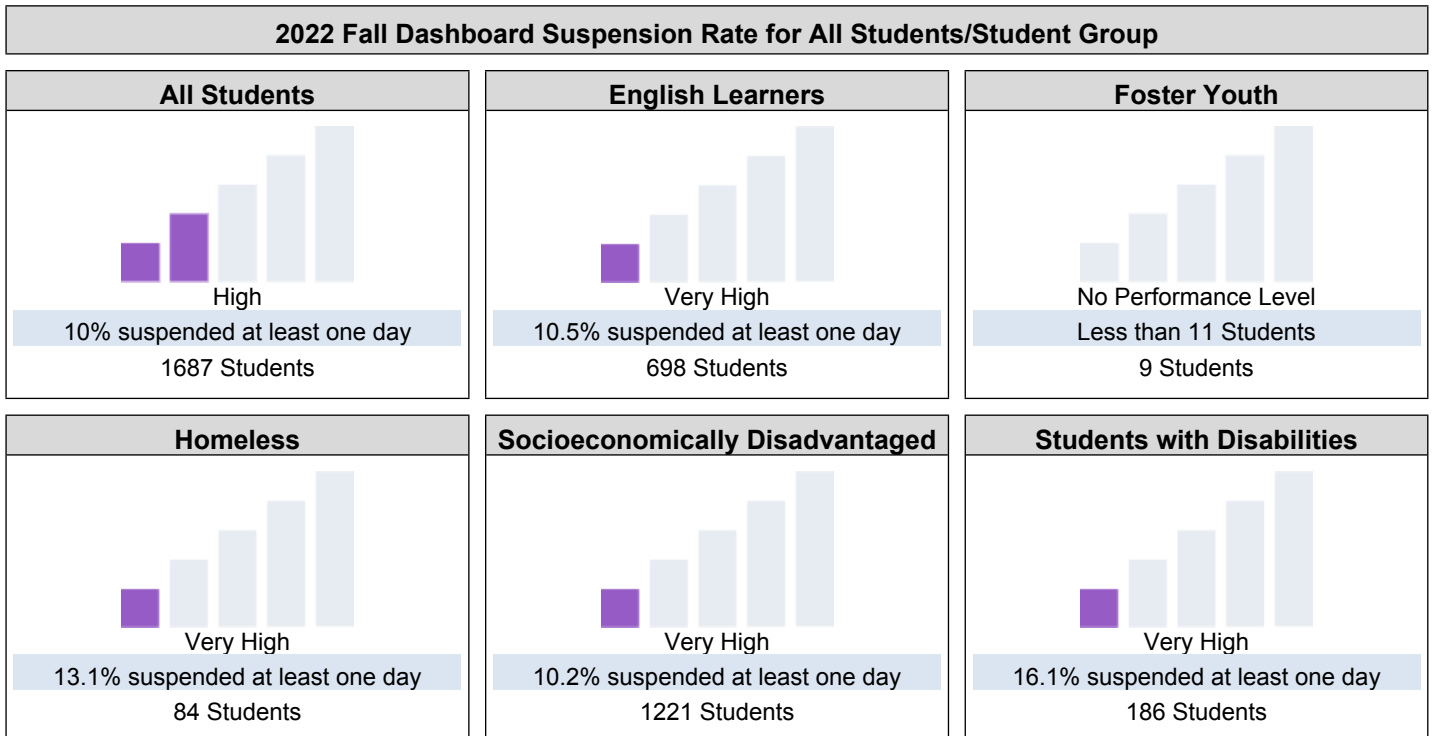 2022 Fall Dashboard Suspension Rate for All Students/Student Group
All Students
High
10% suspended at least one day
1687 Students
English Learners
Very High
10.5% suspended at least one day
698 Students
Foster Youth
No Performance Level
Less than 11 Students
9 Students
Homeless
Very High
13.1% suspended at least one day
84 Students
Socioeconomically Disadvantaged
Very High
10.2% suspended at least one day
1221 Students
Students with Disabilities
Very High
16.1% suspended at least one day
186 Students